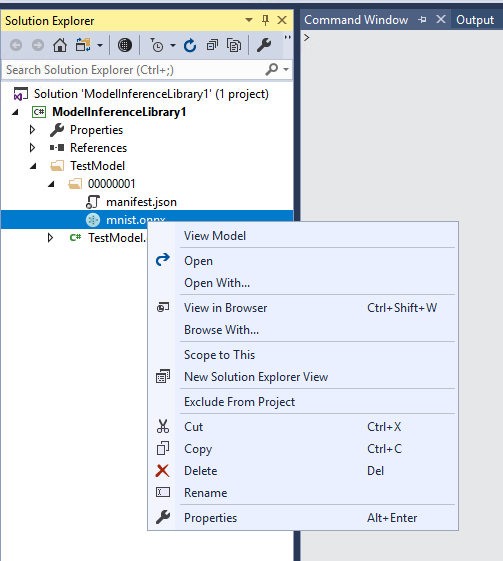 Solution Explorer
Command Window
Output
Search Solution Explorer (Ctrl+;)
>
Solution 'ModelInferenceLibrary1' (1 project)
C# ModelInferenceLibrary1
Properties
References
TestModel
00000001
manifest.json
mnist.onnx
C# TestModel.
View Model
Open
Open With...
View in Browser Ctrl+Shift+W
Browse With...
Scope to This
New Solution Explorer View
Exclude From Project
Cut Ctrl+X
Copy Ctrl+C
Delete Del
Rename
Properties Alt+Enter